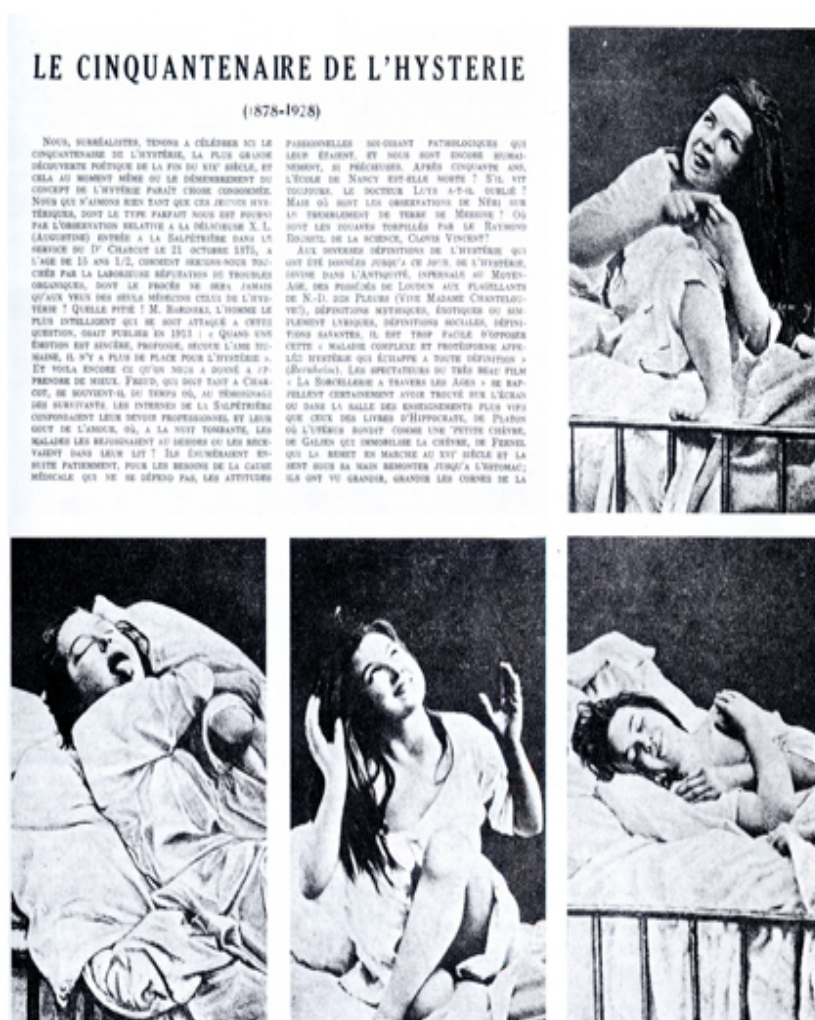 LE CINQUANTENAIRE DE L'HYSTERIE
(1878-1928)
NOUS, SURRÉALISTES, TENONS A CÉLÉBRER ICI LE
CINQUANTENAIRE DE L'HYSTÉRIE, LA PLUS GRANDE
DÉCOUVERTE POÉTIQUE DE LA FIN DU XIXᵉ SIÈCLE, ET
CELA AU MOMENT MÊME OU LE DÉMEMBREMENT DU
CONCEPT DE L'HYTÉRIE PARAÎT CHOSE CONSOMMÉE.
NOUS QUI N'AIMONS RIEN TANT QUE CES JEUNES HYS-
TÉRIQUES, DONT LE TYPE PARFAIT NOUS EST FOURNI
PAR L'OBSERVATION RELATIVE A LA DÉLICIEUSE X. L.
(AUGUSTINE) ENTRÉE A LA SALPÊTRIÈRE DANS LE
SERVICE DU Dʳ CHARCOT LE 21 OCTOBRE 1875, A
L'AGE DE 15 ANS 1/2, COMMENT SERIONS-NOUS TOU-
CHÉS PAR LA LABORIEUSE RÉFUTATION DE TROUBLES
ORGANIQUES, DONT LE PROCÈS NE SERA JAMAIS
QU'AUX YEUX DES SEULS MÉDECINS CELUI DE L'HYS-
TÉRIE ? QUELLE PITIÉ ! M. BABINSKI, L'HOMME LE
PLUS INTELLIGENT QUI SE SOIT ATTAQUÉ A CETTE
QUESTION, OSAIT PUBLIER EN 1913 : « QUAND UNE
ÉMOTION EST SINCÈRE, PROFONDE, SECOUE L'AME HU-
MAINE, IL N'Y A PLUS DE PLACE POUR L'HYSTÉRIE ».
ET VOILA ENCORE CE QU'ON NOUS A DONNÉ A AP-
PRENDRE DE MIEUX. FREUD, QUI DOIT TANT A CHAR-
COT, SE SOUVIENT-IL DU TEMPS OÙ, AU TÉMOIGNAGE
DES SURVIVANTS, LES INTERNES DE LA SALPÊTRIÈRE
CONFONDAIENT LEUR DEVOIR PROFESSIONNEL ET LEUR
GOUT DE L'AMOUR, OÙ, A LA NUIT TOMBANTE, LES
MALADES LES REJOIGNAIENT AU DEHORS OU LES RECE-
VAIENT DANS LEUR LIT ? ILS ÉNUMÉRAIENT EN-
SUITE PATIEMMENT, POUR LES BESOINS DE LA CAUSE
MÉDICALE QUI NE SE DÉFEND PAS, LES ATTITUDES
PASSIONNELLES SOI-DISANT PATHOLOGIQUES QUI
LEUR ÉTAIENT, ET NOUS SONT ENCORE HUMAI-
NEMENT, SI PRÉCIEUSES. APRÈS CINQUANTE ANS,
L'ÉCOLE DE NANCY EST-ELLE MORTE ? S'IL VIT
TOUJOURS, LE DOCTEUR LUYS A-T-IL OUBLIÉ ?
MAIS OÙ SONT LES OBSERVATIONS DE NÉRI SUR
LE TREMBLEMENT DE TERRE DE MESSINE ? OÙ
SONT LES ZOUAVES TORPILLÉS PAR LE RAYMOND
ROUSSEL DE LA SCIENCE, CLOVIS VINCENT?
AUX DIVERSES DÉFINITIONS DE L'HYSTÉRIE QUI
ONT ÉTÉ DONNÉES JUSQU'A CE JOUR, DE L'HYSTÉRIE,
DIVINE DANS L'ANTIQUITÉ, INFERNALE AU MOYEN-
AGE, DES POSSÉDÉS DE LOUDUN AUX FLAGELLANTS
DE N.-D. DES PLEURS (VIVE MADAME CHANTELOU-
VE!), DÉFINITIONS MYTHIQUES, ÉROTIQUES OU SIM-
PLEMENT LYRIQUES, DÉFINITIONS SOCIALES, DÉFINI-
TIONS SAVANTES, IL EST TROP FACILE D'OPPOSER
CETTE « MALADIE COMPLEXE ET PROTÉIFORME APPE-
LÉE HYSTÉRIE QUI ÉCHAPPE A TOUTE DÉFINITION »
(Bernheim). LES SPECTATEURS DU TRÈS BEAU FILM
« LA SORCELLERIE A TRAVERS LES AGES » SE RAP-
PELLENT CERTAINEMENT AVOIR TROUVÉ SUR L'ÉCRAN
OU DANS LA SALLE DES ENSEIGNEMENTS PLUS VIFS
QUE CEUX DES LIVRES D'HIPPOCRATE, DE PLATON
OÙ L'UTÉRUS BONDIT COMME UNE PETITE CHÈVRE,
DE GALIEN QUI IMMOBILISE LA CHÈVRE, DE FERNEL
QUI LA REMET EN MARCHE AU XVIᵉ SIÈCLE ET LA
SENT SOUS SA MAIN REMONTER JUSQU'A L'ESTOMAC;
ILS ONT VU GRANDIR, GRANDIR LES CORNES DE LA